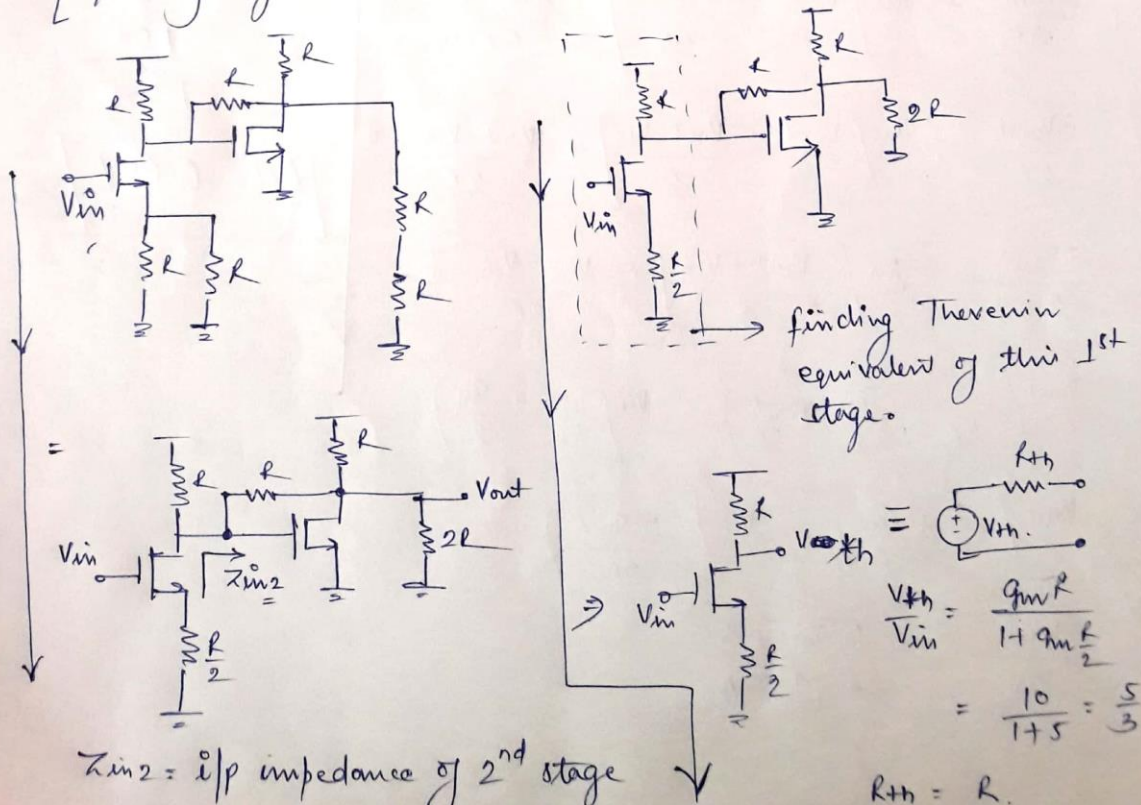 R
R
R
Vin
R
R
R
R
R
R
R
2R
Vin
R/2
finding Thevenin
equivalent of this 1st
stage.
=
R
R
R
Vout
Vin
Zin2
=
2R
R/2
⇒
R
Vth
Vin
R/2
≡
Rth
+
-
Vth.
Vth/Vin = gmR / (1 + gm R/2)
= 10 / (1+5) = 5/3
Zin2 = i/p impedance of 2nd stage
Rth = R.